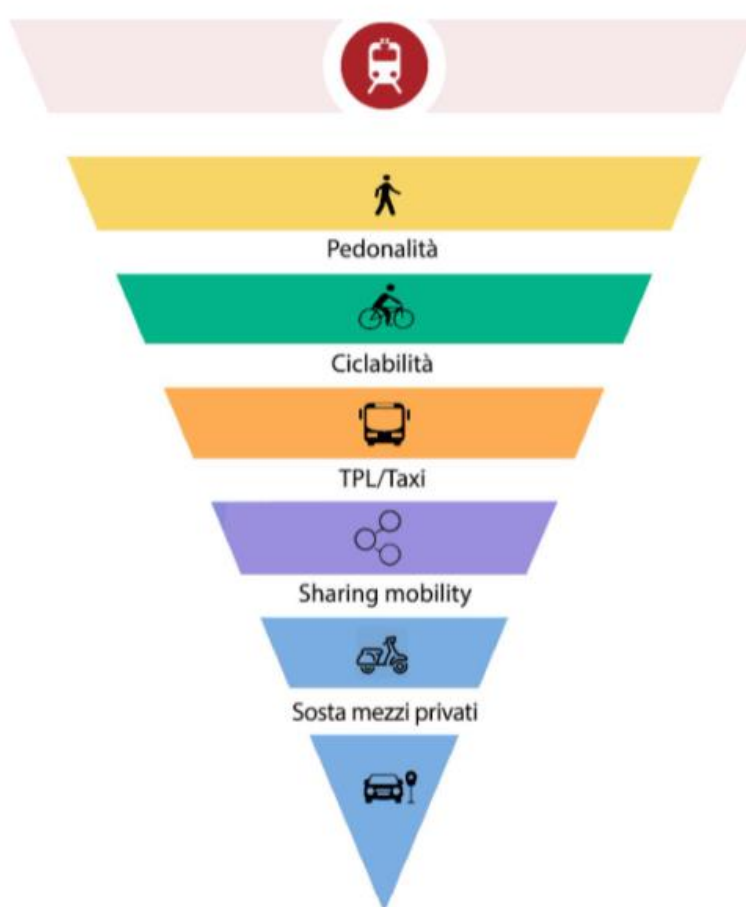 Pedonalità
Ciclabilità
TPL/Taxi
Sharing mobility
Sosta mezzi privati